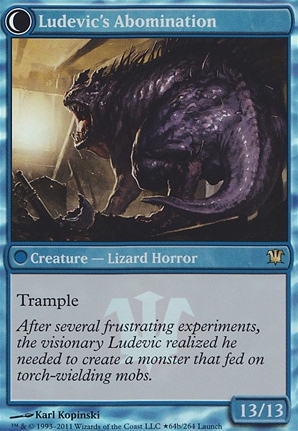 Ludevic's Abomination
Creature — Lizard Horror
Trample
After several frustrating experiments,
the visionary Ludevic realized he
needed to create a monster that fed on
torch-wielding mobs.
13/13
Karl Kopinski
™ & © 1993–2011 Wizards of the Coast LLC ★64b/264 Launch